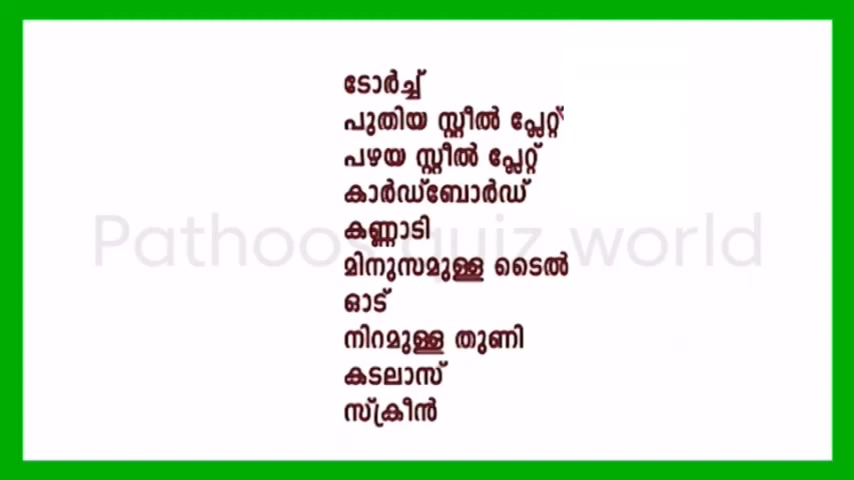 ടോർച്ച്
പുതിയ സ്റ്റീൽ പ്ലേറ്റ്
പഴയ സ്റ്റീൽ പ്ലേറ്റ്
കാർഡ്ബോർഡ്
കണ്ണാടി
Pathoos quiz world
മിനുസമുള്ള ടൈൽ
ഓട്
നിറമുള്ള തുണി
കടലാസ്
സ്ക്രീൻ